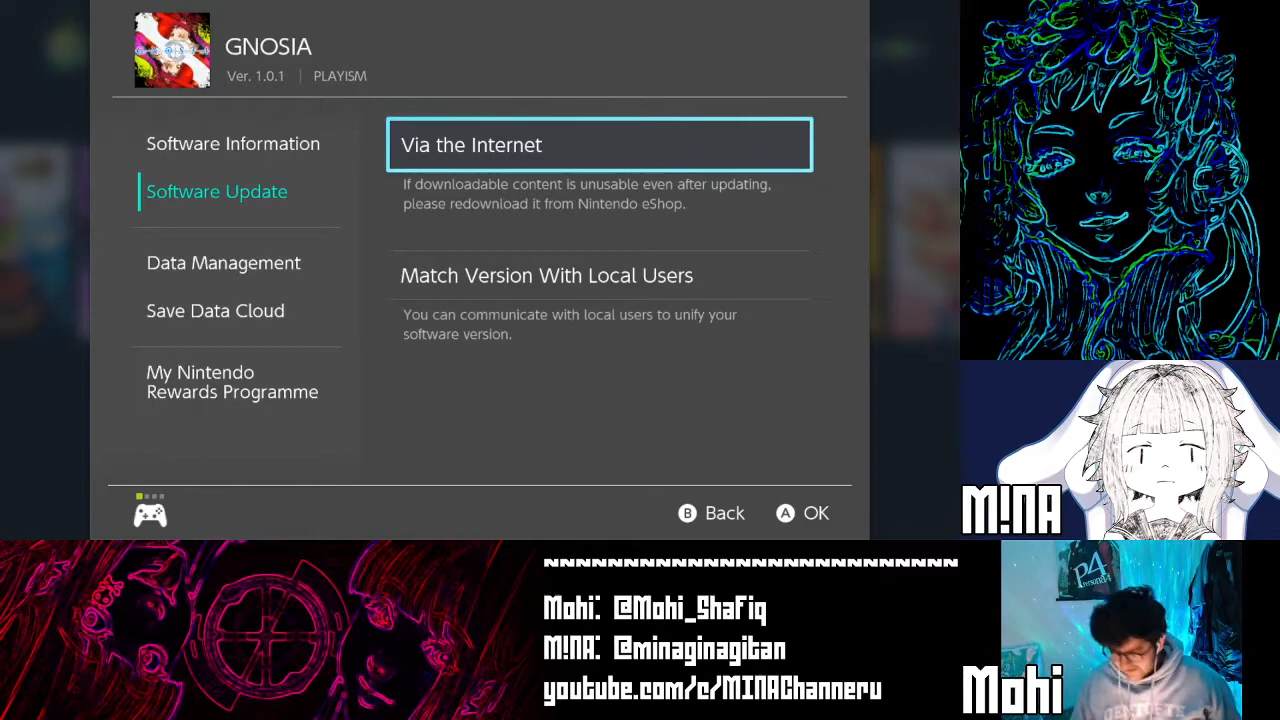 GNOSIA
Ver. 1.0.1 | PLAYISM
Software Information
Software Update
Data Management
Save Data Cloud
My Nintendo
Rewards Programme
Via the Internet
If downloadable content is unusable even after updating,
please redownload it from Nintendo eShop.
Match Version With Local Users
You can communicate with local users to unify your
software version.
B Back A OK
M!NA
P4
Persona4
~~~~~~~~~~~~~~~~~~~~~~~~~~
Mohi: @Mohi_Shafiq
M!NA: @minaginagitan
youtube.com/c/MINAChanneru
Mohi